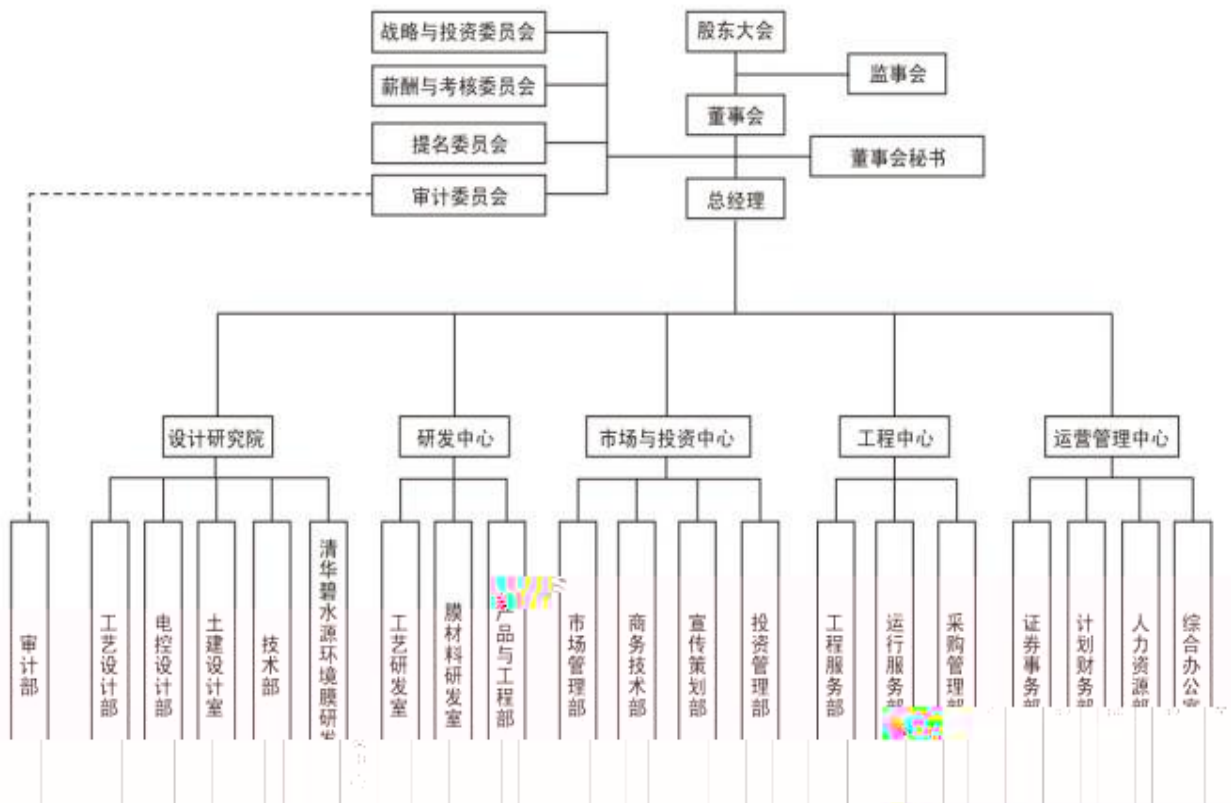 战略与投资委员会
股东大会
薪酬与考核委员会
监事会
董事会
提名委员会
董事会秘书
审计委员会
总经理
设计研究院
研发中心
市场与投资中心
工程中心
运营管理中心
审计部
工艺设计部
电控设计部
土建设计室
技术部
清华碧水源环境膜研发
工艺研发室
膜材料研发室
产品与工程部
市场管理部
商务技术部
宣传策划部
投资管理部
工程服务部
运行服务部
采购管理部
证券事务部
计划财务部
人力资源部
综合办公室